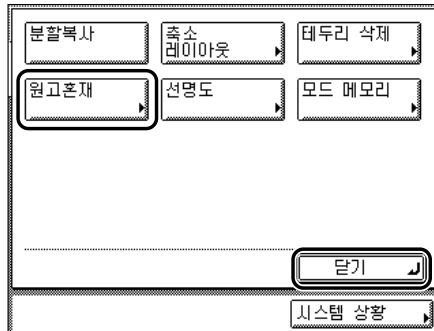 분할복사
축소
레이아웃
테두리 삭제
원고혼재
선명도
모드 메모리
닫기
시스템 상황